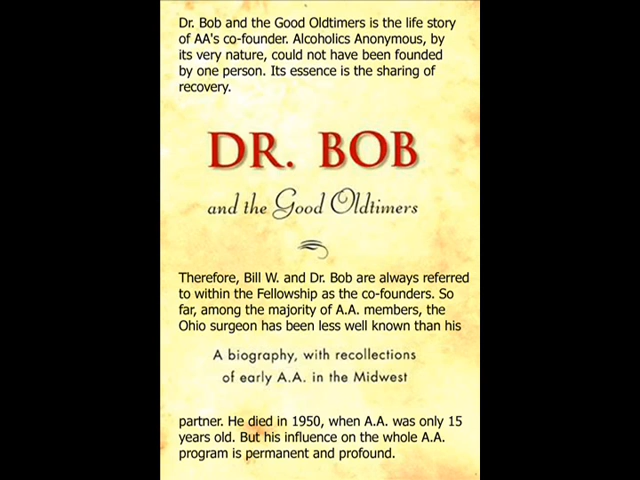 Dr. Bob and the Good Oldtimers is the life story
of AA's co-founder. Alcoholics Anonymous, by
its very nature, could not have been founded
by one person. Its essence is the sharing of
recovery.
DR. BOB
and the Good Oldtimers
Therefore, Bill W. and Dr. Bob are always referred
to within the Fellowship as the co-founders. So
far, among the majority of A.A. members, the
Ohio surgeon has been less well known than his
A biography, with recollections
of early A.A. in the Midwest
partner. He died in 1950, when A.A. was only 15
years old. But his influence on the whole A.A.
program is permanent and profound.